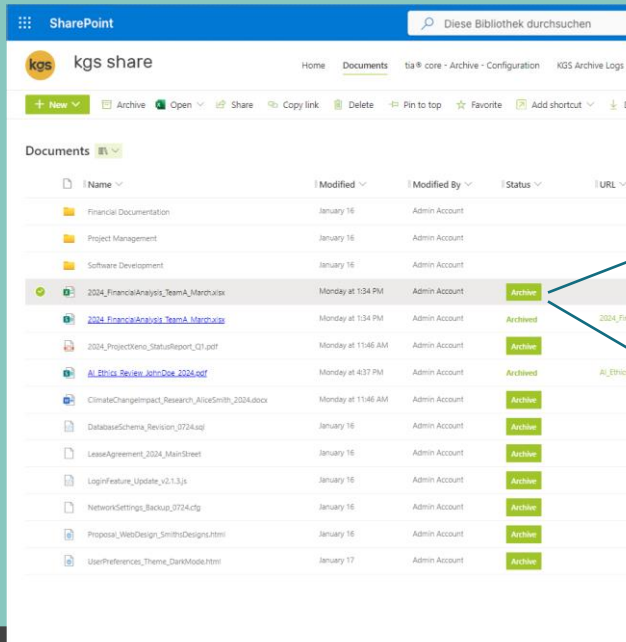 SharePoint
Diese Bibliothek durchsuchen
kgs
kgs share
Home Documents tia® core - Archive - Configuration KGS Archive Logs
+ New Archive Open Share Copy link Delete Pin to top Favorite Add shortcut
Documents
Name Modified Modified By Status URL
Financial Documentation January 16 Admin Account
Project Management January 16 Admin Account
Software Development January 16 Admin Account
2024_FinancialAnalysis_TeamA_March.xlsx Monday at 1:34 PM Admin Account Archive
2024_FinancialAnalysis_TeamA_March.xlsx Monday at 1:34 PM Admin Account Archived
2024_ProjectXeno_StatusReport_Q1.pdf Monday at 11:46 AM Admin Account Archive
AI_Ethics_Review_JohnDoe_2024.pdf Monday at 4:37 PM Admin Account Archived
ClimateChangeImpact_Research_AliceSmith_2024.docx Monday at 11:46 AM Admin Account Archive
DatabaseSchema_Revision_0724.sql January 16 Admin Account Archive
LeaseAgreement_2024_MainStreet January 16 Admin Account Archive
LoginFeature_Update_v2.1.3.js January 16 Admin Account Archive
NetworkSettings_Backup_0724.cfg January 16 Admin Account Archive
Proposal_WebDesign_SmithsDesigns.html January 16 Admin Account Archive
UserPreferences_Theme_DarkMode.html January 17 Admin Account Archive